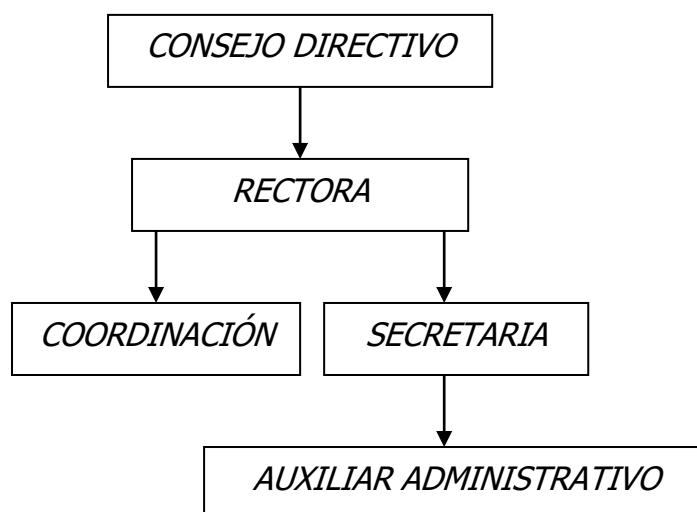 CONSEJO DIRECTIVO
RECTORA
COORDINACIÓN
SECRETARIA
AUXILIAR ADMINISTRATIVO